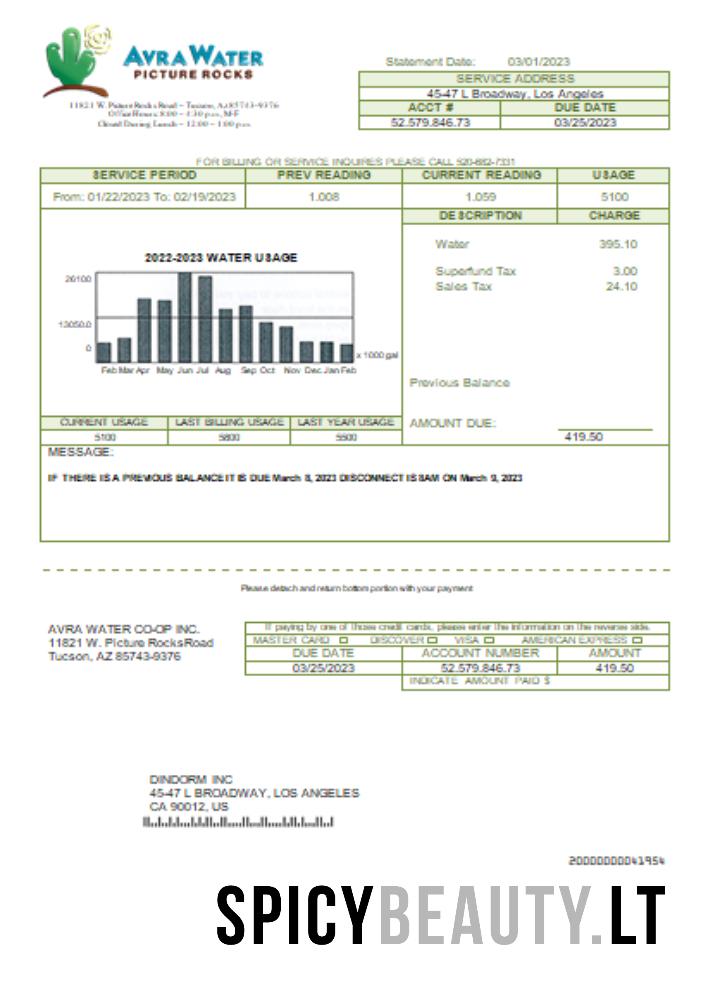 AVRA WATER
PICTURE ROCKS
11821 W. Picture Rocks Road ~ Tucson, Az 85743-9376
Office Hours: 8:00 ~ 4:30 p.m., M-F
Closed During Lunch ~ 12:00 ~ 1:00 p.m.
Statement Date: 03/01/2023
SERVICE ADDRESS
45-47 L Broadway, Los Angeles
ACCT # DUE DATE
52.579.846.73 03/25/2023
FOR BILLING OR SERVICE INQUIRES PLEASE CALL 520-682-7331
SERVICE PERIOD PREV READING CURRENT READING USAGE
From: 01/22/2023 To: 02/19/2023 1.008 1.059 5100
DESCRIPTION CHARGE
Water 395.10
Superfund Tax 3.00
Sales Tax 24.10
2022-2023 WATER USAGE
26100
13050.0
0
x 1000 gal
Feb Mar Apr May Jun Jul Aug Sep Oct Nov Dec Jan Feb
Previous Balance
AMOUNT DUE:
419.50
CURRENT USAGE LAST BILLING USAGE LAST YEAR USAGE
5100 5800 5500
MESSAGE:
IF THERE IS A PREVIOUS BALANCE IT IS DUE March 8, 2023 DISCONNECT IS 8AM ON March 9, 2023
Please detach and return bottom portion with your payment
AVRA WATER CO-OP INC.
11821 W. Picture RocksRoad
Tucson, AZ 85743-9376
If paying by one of those credit cards, please enter the information on the reverse side.
MASTER CARD DISCOVER VISA AMERICAN EXPRESS
DUE DATE ACCOUNT NUMBER AMOUNT
03/25/2023 52.579.846.73 419.50
INDICATE AMOUNT PAID $
DINDORM INC
45-47 L BROADWAY, LOS ANGELES
CA 90012, US
20000000041954
SPICYBEAUTY.LT